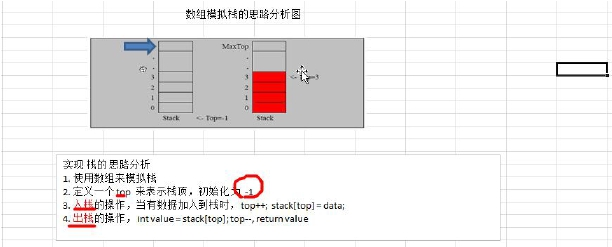 数组模拟栈的思路分析图
MaxTop
3
2
1
0
Stack
<- Top=-1
3
2
1
0
Stack
<- Top=3
实现 栈的 思路分析
1. 使用数组来模拟栈
2. 定义一个 top 来表示栈顶，初始化 为 -1
3. 入栈的操作，当有数据加入到栈时， top++; stack[top] = data;
4. 出栈的操作， int value = stack[top]; top--, return value